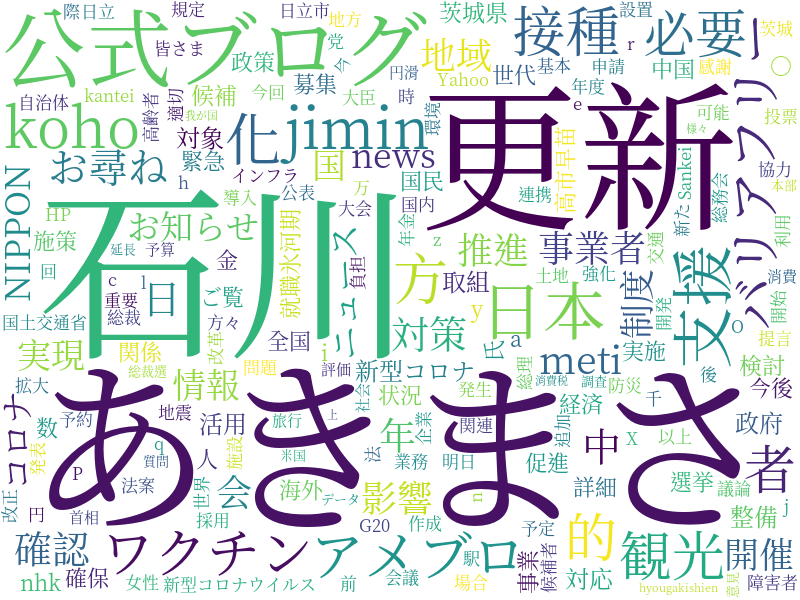 際日立
規定
日立市
地方
茨城県
設置
茨城
公式ブログ
皆さま
政策
党
今
地域
接種
必要
r
基本
申請
感謝
〇
自治体
kantei
高齢者
適切
候補
募集
今回
大臣
円滑
Yahoo
世代
時
中国
年度
e
可能
投票
様々
koho
我が国
化
jimin
環境
更新
バリアフリー
対象
インフラ
news
高市早苗
協力
本部
お尋ね
緊急
国
国民
連携
新た
Sankei
総務会
NIPPON
HP
h
導入
公表
万
大会
国内
年金
z
交通
利用
お知らせ
就職氷河期
ニュース
施策
延長
予算
回
金
負担
方
推進
事業者
石川
日
日本
支援
制度
土地
強化
開発
消費
開始
c
l
重要
総裁
ご覧
方々
改革
取組
y
o
国土交通省
全国
i
対策
氏
a
meti
実施
提言
実現
関係
総裁選
問題
評価
新型コロナ
総理
消費税
調査
防災
後
検討
今後
拡大
情報
社会
状況
発生
経済
千
コロナ
予約
地震
旅行
上
あきまさ
数
活用
年
企業
関連
追加
中
X
以上
政府
者
発表
q
質問
人
施設
米国
法
業務
明日
促進
詳細
選挙
議論
改正
P
法案
世界
会
海外
データ
影響
n
整備
j
円
首相
採用
G20
作成
予定
的
確認
ワクチン
アメブロ
駅
事業
候補者
観光
開催
nhk
確保
女性
新型コロナウイルス
前
会議
場合
対応
hyougakishien
意見
障害者